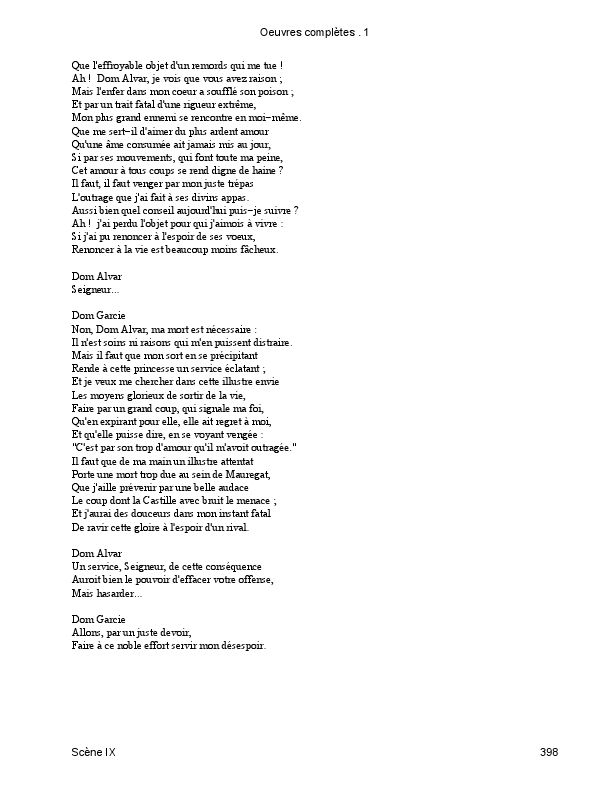 Oeuvres complètes . 1
Que l'effroyable objet d'un remords qui me tue !
Ah !  Dom Alvar, je vois que vous avez raison ;
Mais l'enfer dans mon coeur a soufflé son poison ;
Et par un trait fatal d'une rigueur extrême,
Mon plus grand ennemi se rencontre en moi−même.
Que me sert−il d'aimer du plus ardent amour
Qu'une âme consumée ait jamais mis au jour,
Si par ses mouvements, qui font toute ma peine,
Cet amour à tous coups se rend digne de haine ?
Il faut, il faut venger par mon juste trépas
L'outrage que j'ai fait à ses divins appas.
Aussi bien quel conseil aujourd'hui puis−je suivre ?
Ah !  j'ai perdu l'objet pour qui j'aimois à vivre :
Si j'ai pu renoncer à l'espoir de ses voeux,
Renoncer à la vie est beaucoup moins fâcheux.
Dom Alvar
Seigneur...
Dom Garcie
Non, Dom Alvar, ma mort est nécessaire :
Il n'est soins ni raisons qui m'en puissent distraire.
Mais il faut que mon sort en se précipitant
Rende à cette princesse un service éclatant ;
Et je veux me chercher dans cette illustre envie
Les moyens glorieux de sortir de la vie,
Faire par un grand coup, qui signale ma foi,
Qu'en expirant pour elle, elle ait regret à moi,
Et qu'elle puisse dire, en se voyant vengée :
"C'est par son trop d'amour qu'il m'avoit outragée."
Il faut que de ma main un illustre attentat
Porte une mort trop due au sein de Mauregat,
Que j'aille prévenir par une belle audace
Le coup dont la Castille avec bruit le menace ;
Et j'aurai des douceurs dans mon instant fatal
De ravir cette gloire à l'espoir d'un rival.
Dom Alvar
Un service, Seigneur, de cette conséquence
Auroit bien le pouvoir d'effacer votre offense,
Mais hasarder...
Dom Garcie
Allons, par un juste devoir,
Faire à ce noble effort servir mon désespoir.
Scène IX
398